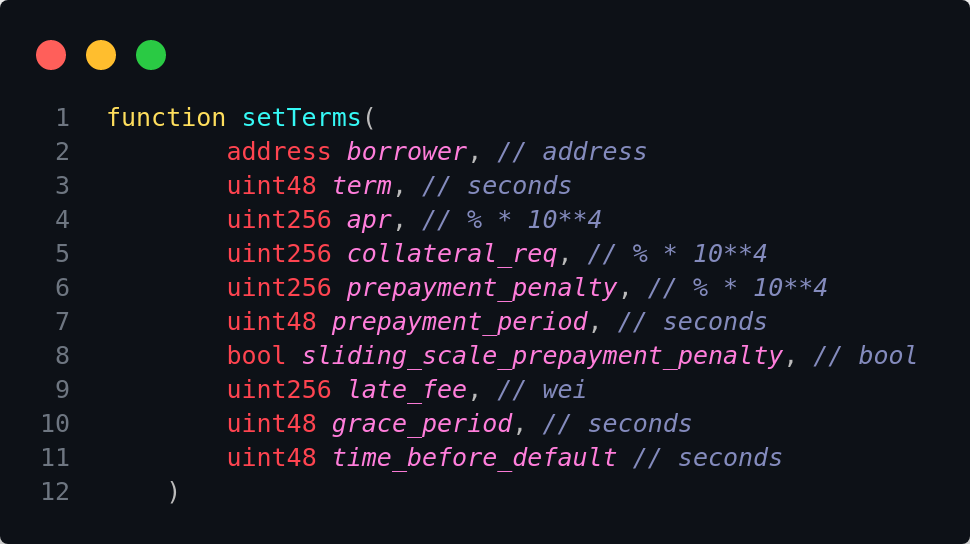 1 function setTerms(
2 address borrower, // address
3 uint48 term, // seconds
4 uint256 apr, // % * 10**4
5 uint256 collateral_req, // % * 10**4
6 uint256 prepayment_penalty, // % * 10**4
7 uint48 prepayment_period, // seconds
8 bool sliding_scale_prepayment_penalty, // bool
9 uint256 late_fee, // wei
10 uint48 grace_period, // seconds
11 uint48 time_before_default // seconds
12 )